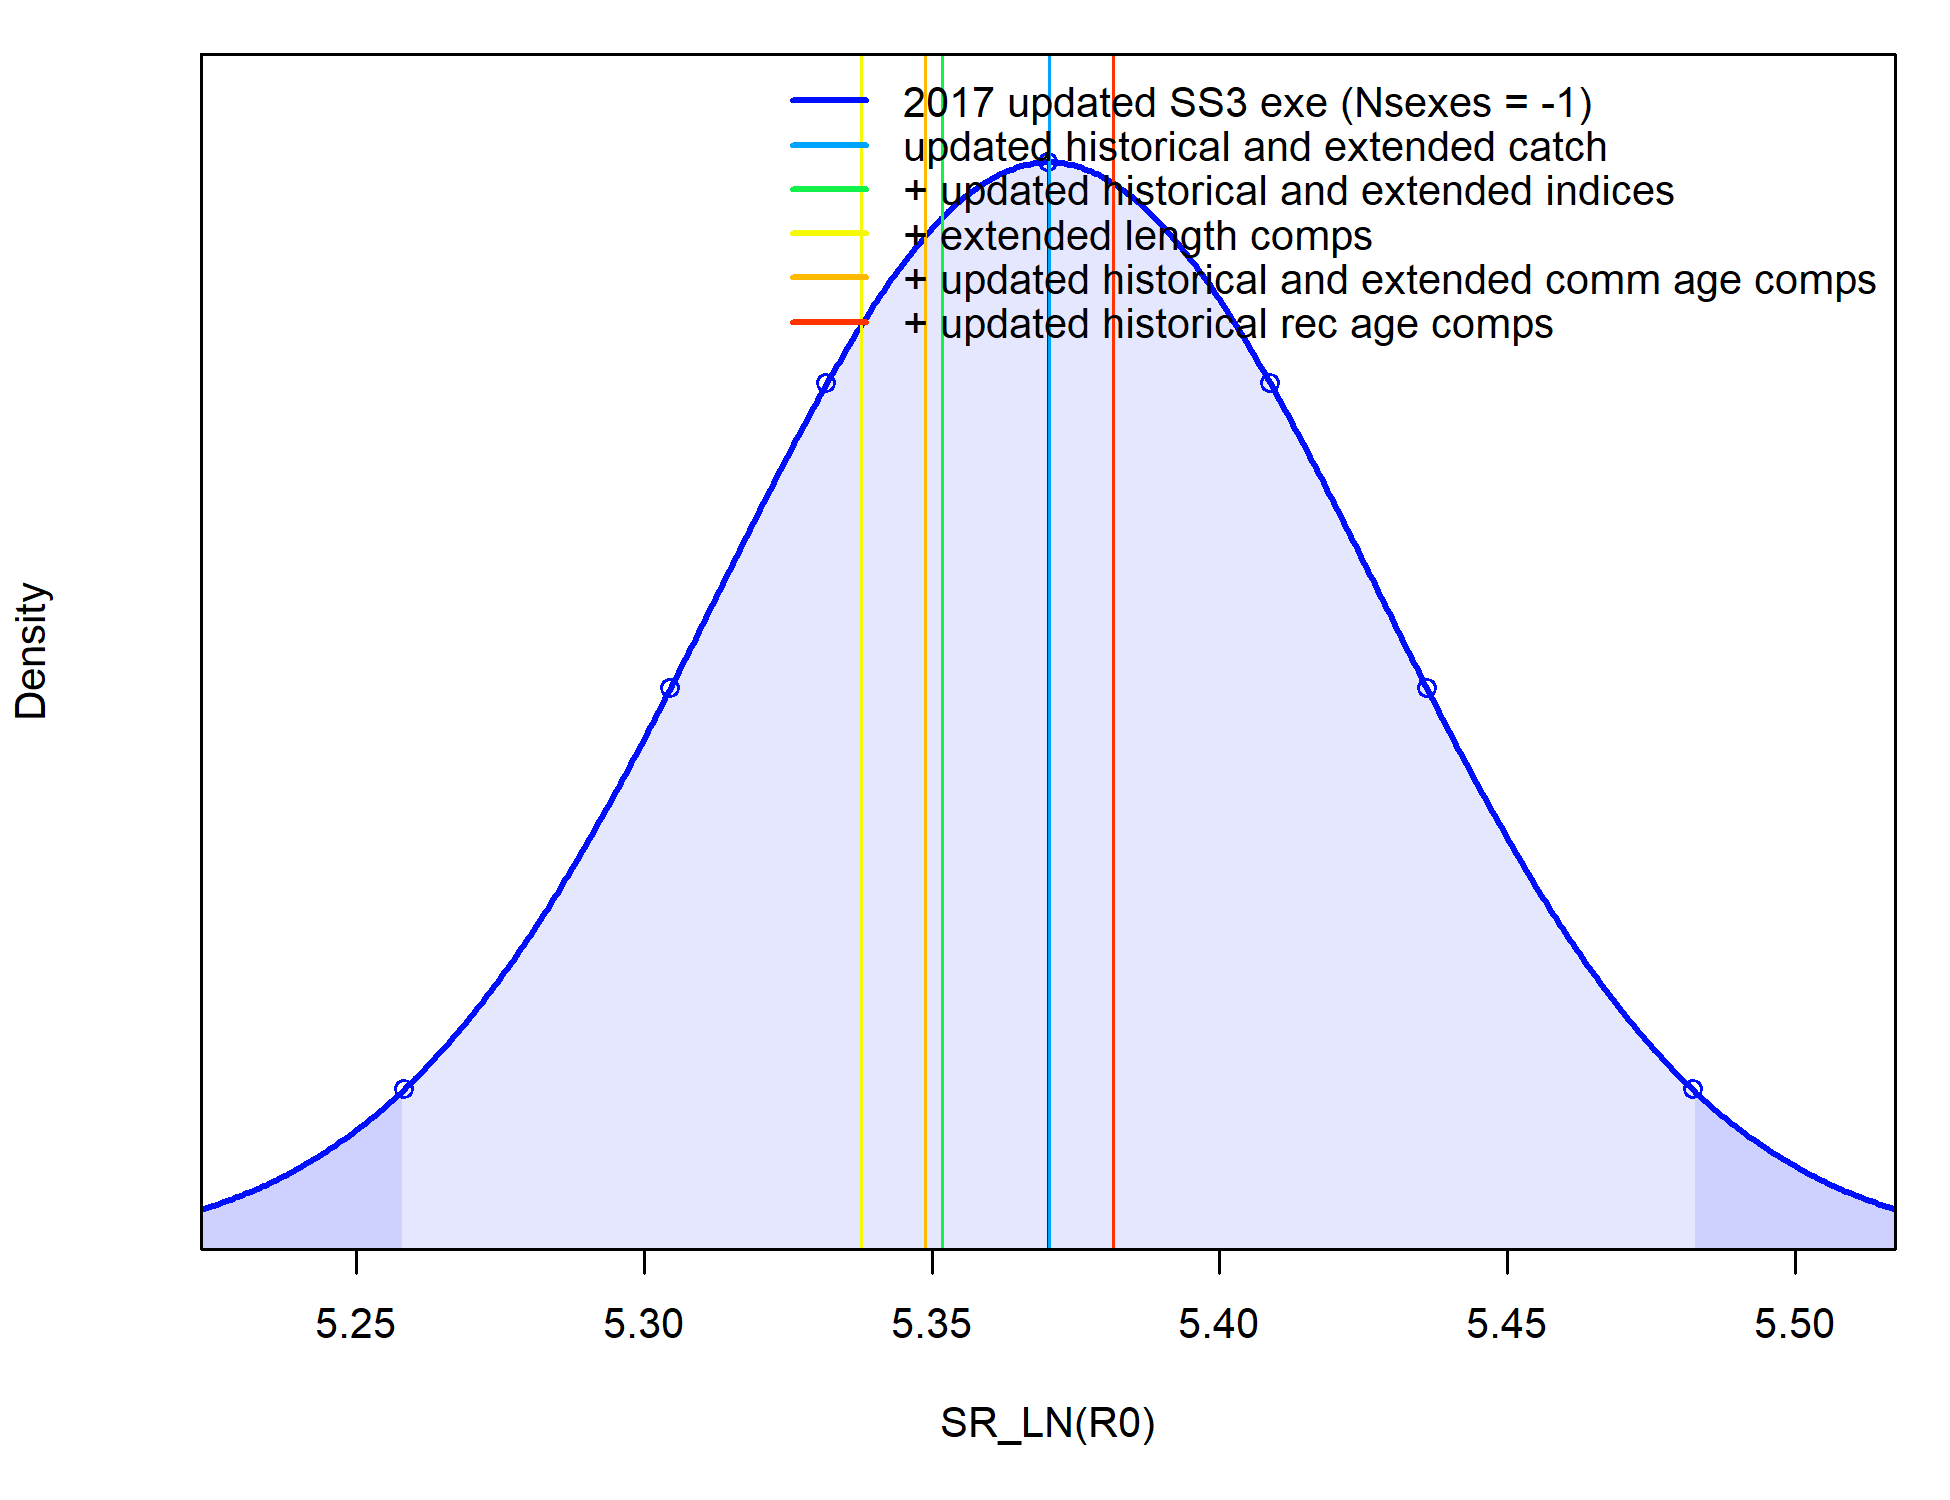 2017 updated SS3 exe (Nsexes = -1)
updated historical and extended catch
+ updated historical and extended indices
+ extended length comps
+ updated historical and extended comm age comps
+ updated historical rec age comps
Density
5.25 5.30 5.35 5.40 5.45 5.50
SR_LN(R0)